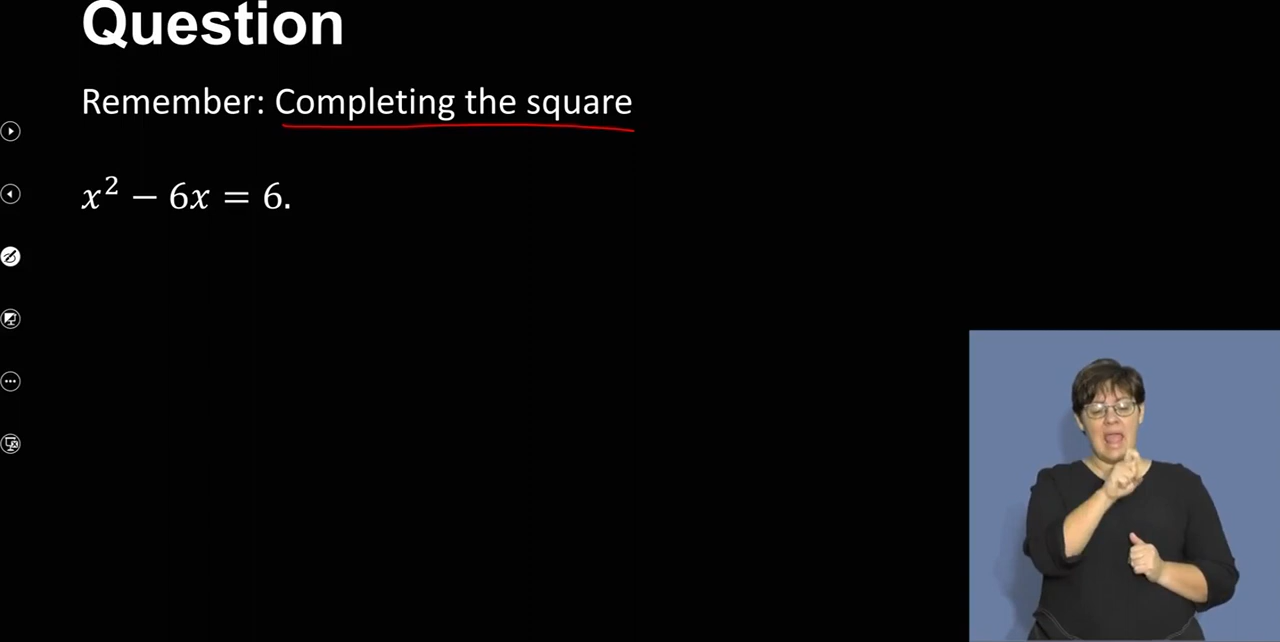 Question
Remember: Completing the square
x² − 6x = 6.